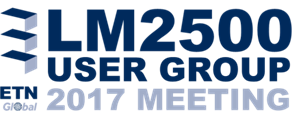 LM2500
USER GROUP
2017 MEETING
ETN
Global